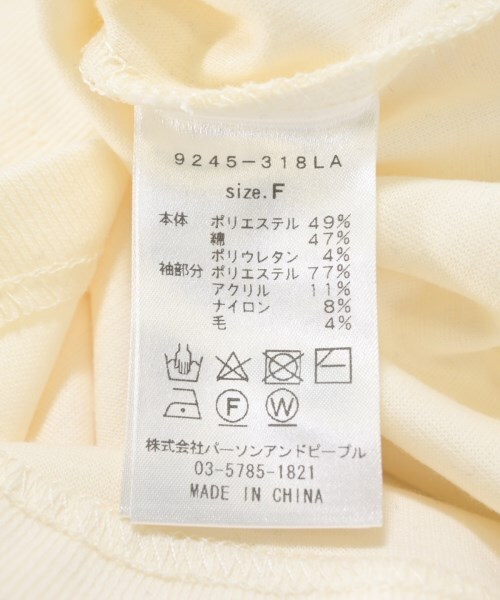 9245-318LA
size.F
本体 ポリエステル 49%
綿 47%
ポリウレタン 4%
袖部分 ポリエステル 77%
アクリル 11%
ナイロン 8%
毛 4%
F W
株式会社パーソンアンドピープル
03-5785-1821
MADE IN CHINA